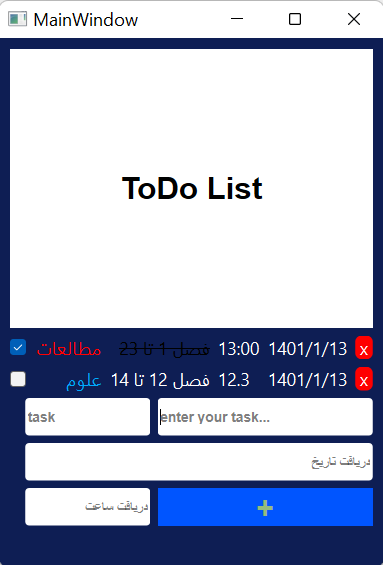 MainWindow
ToDo List
مطالعات فصل 1 تا 23 13:00 1401/1/13 x
علوم فصل 12 تا 14 12.3 1401/1/13 x
task enter your task...
دریافت تاریخ
دریافت ساعت +